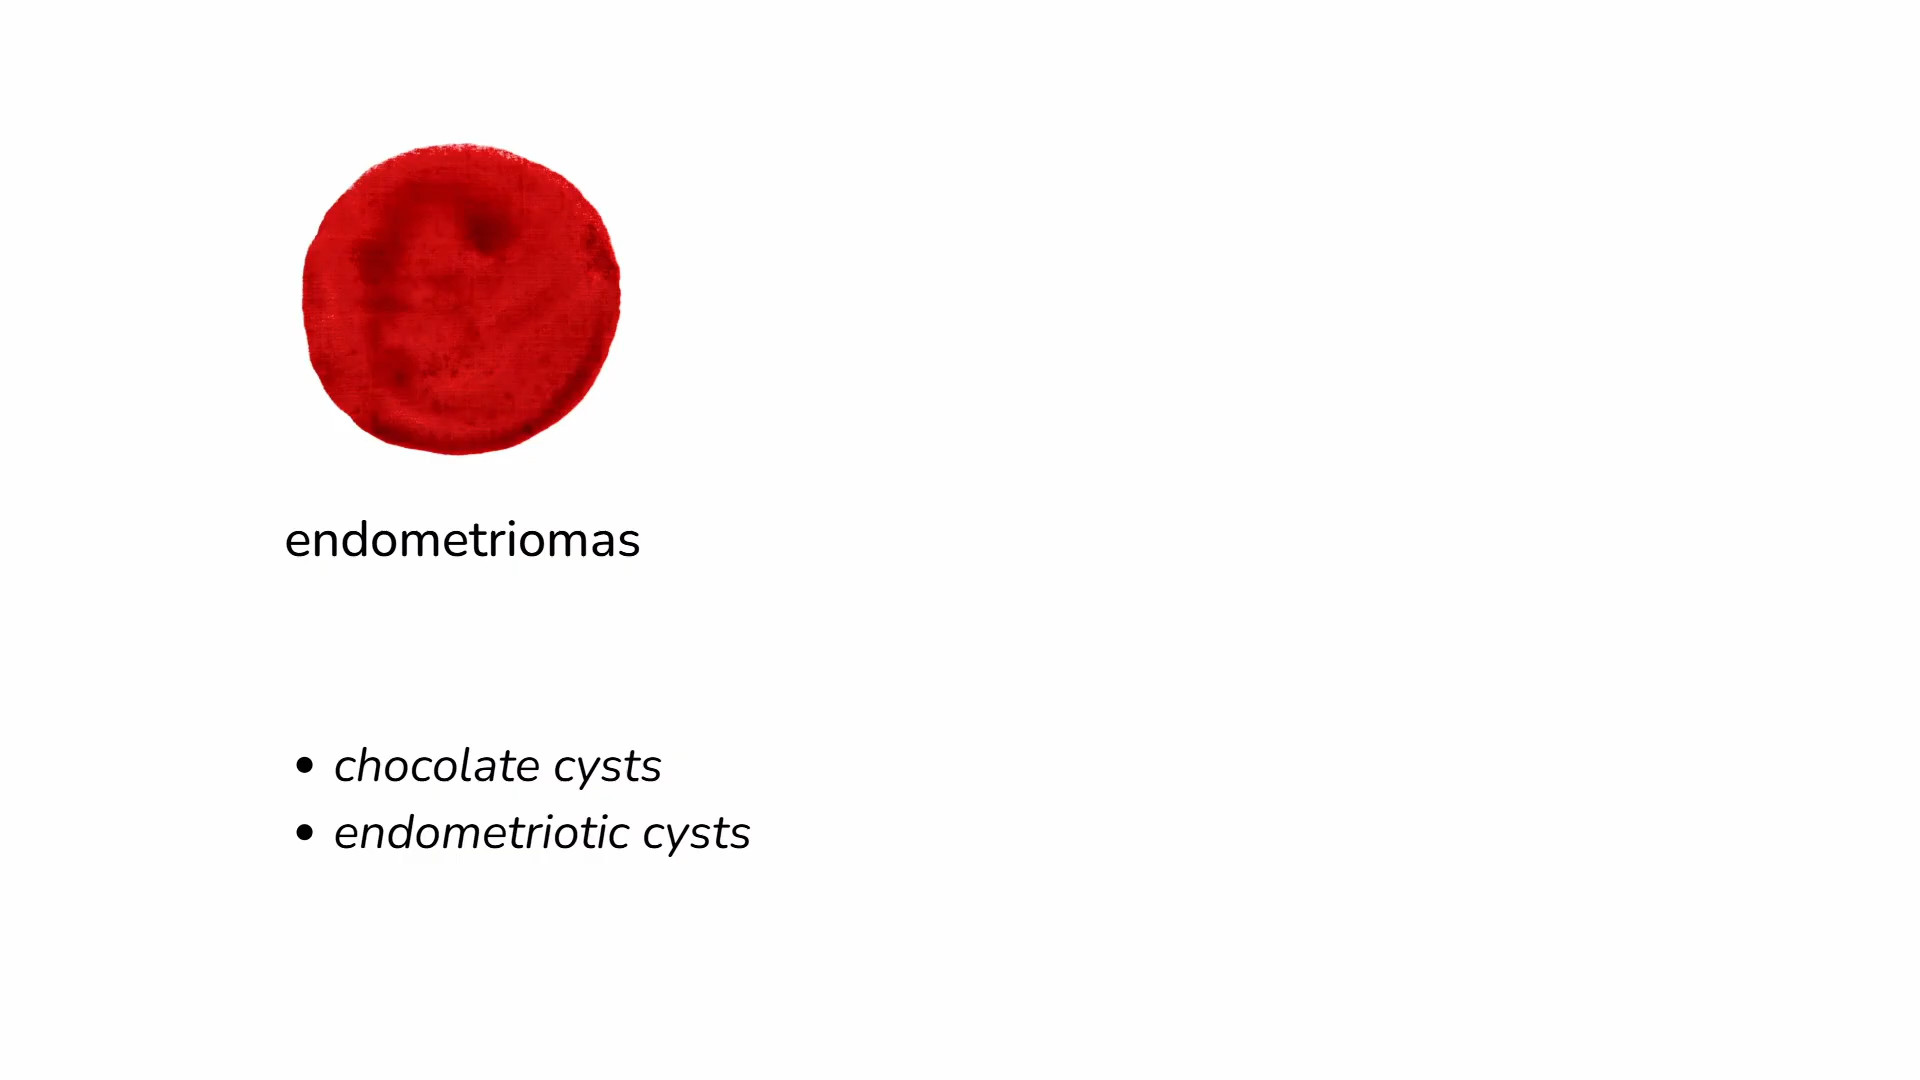 endometriomas
• chocolate cysts
• endometriotic cysts